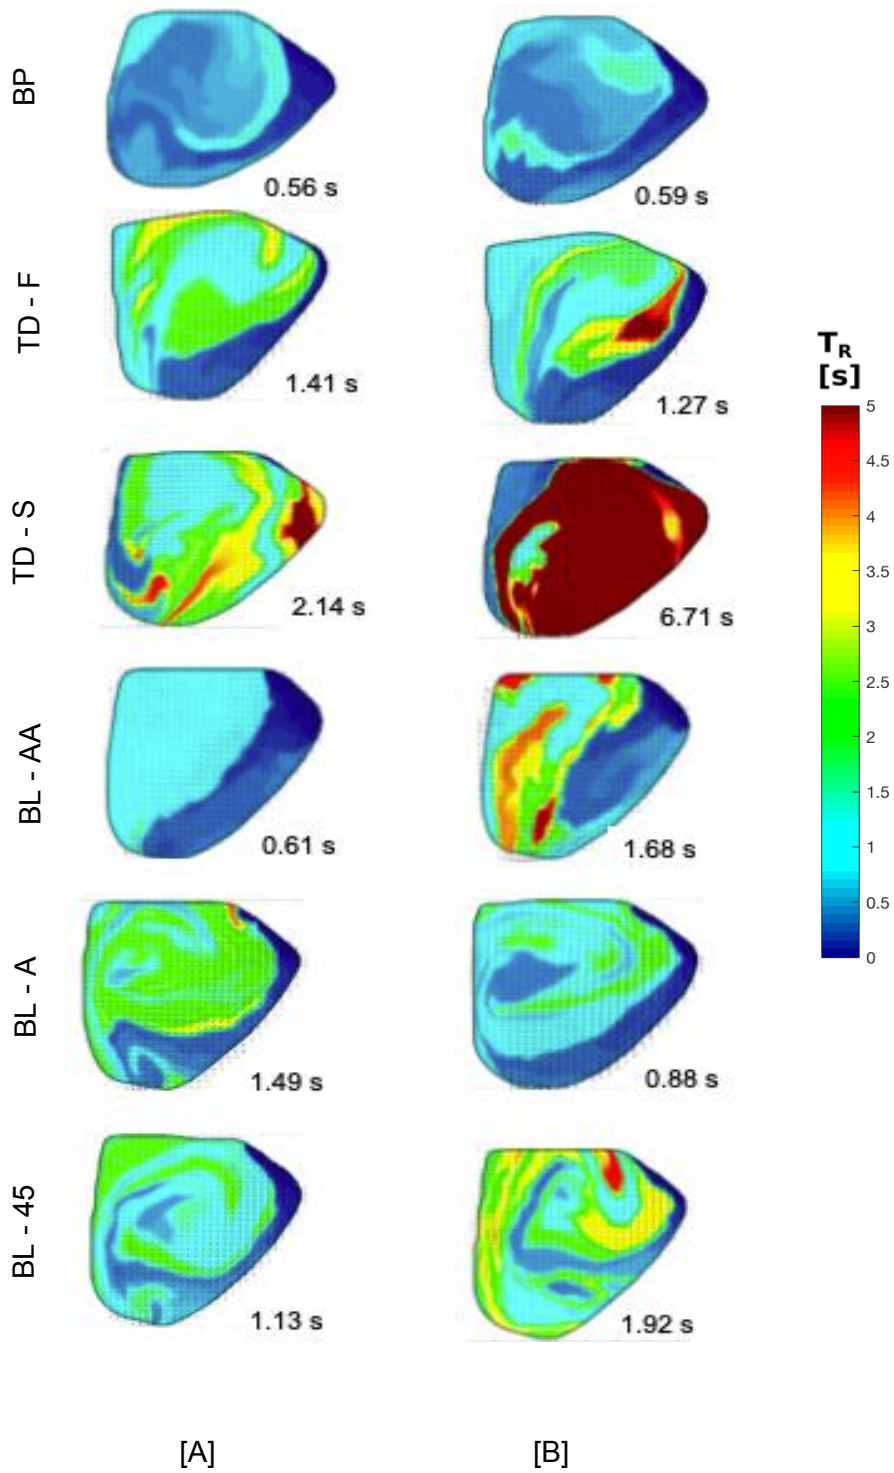 BP
0.56 s
0.59 s
TD - F
1.41 s
1.27 s
T_R
[s]
5
4.5
4
3.5
3
2.5
2
1.5
1
0.5
0
TD - S
2.14 s
6.71 s
BL - AA
0.61 s
1.68 s
BL - A
1.49 s
0.88 s
BL - 45
1.13 s
1.92 s
[A]
[B]